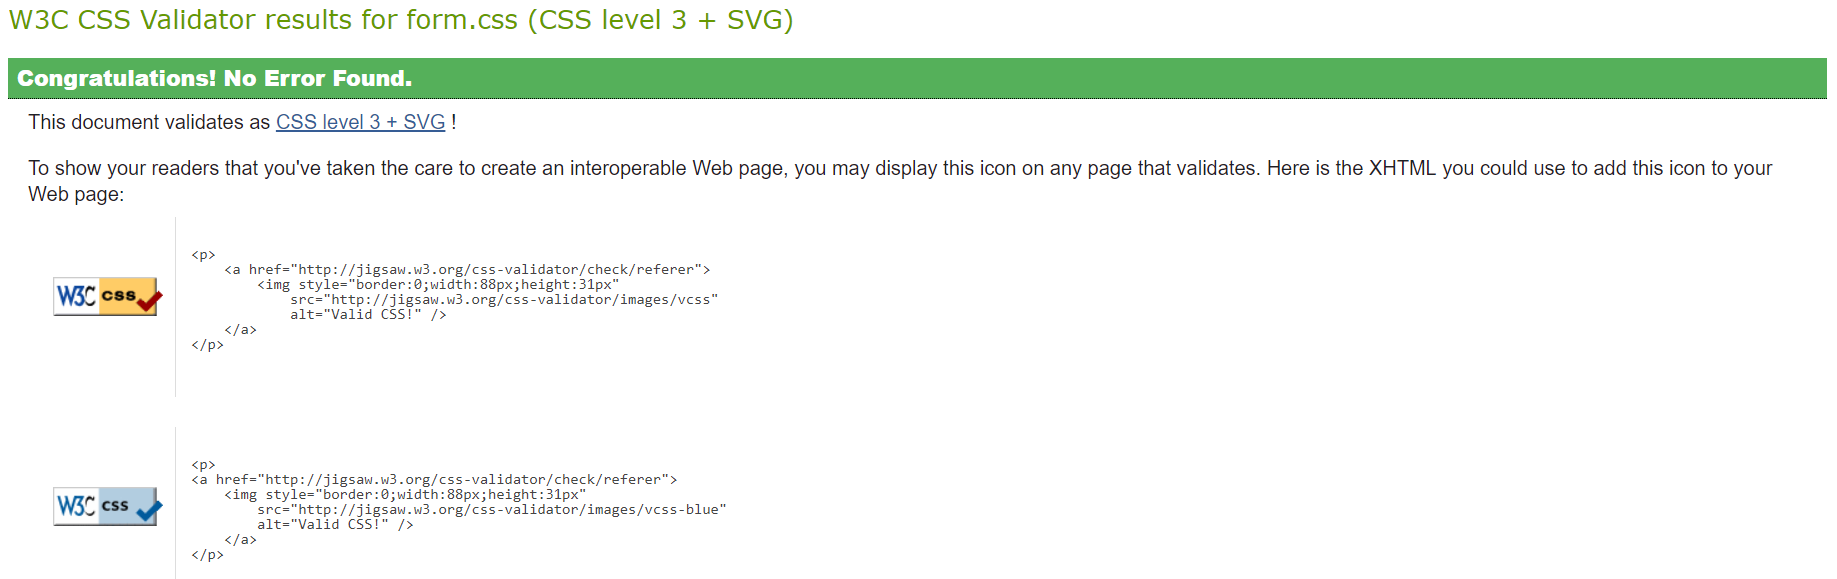 W3C CSS Validator results for form.css (CSS level 3 + SVG)
Congratulations! No Error Found.
This document validates as CSS level 3 + SVG !
To show your readers that you've taken the care to create an interoperable Web page, you may display this icon on any page that validates. Here is the XHTML you could use to add this icon to your
Web page:
W3C css
<p>
    <a href="http://jigsaw.w3.org/css-validator/check/referer">
        <img style="border:0;width:88px;height:31px"
            src="http://jigsaw.w3.org/css-validator/images/vcss"
            alt="Valid CSS!" />
    </a>
</p>
W3C css
<p>
<a href="http://jigsaw.w3.org/css-validator/check/referer">
    <img style="border:0;width:88px;height:31px"
        src="http://jigsaw.w3.org/css-validator/images/vcss-blue"
        alt="Valid CSS!" />
    </a>
</p>